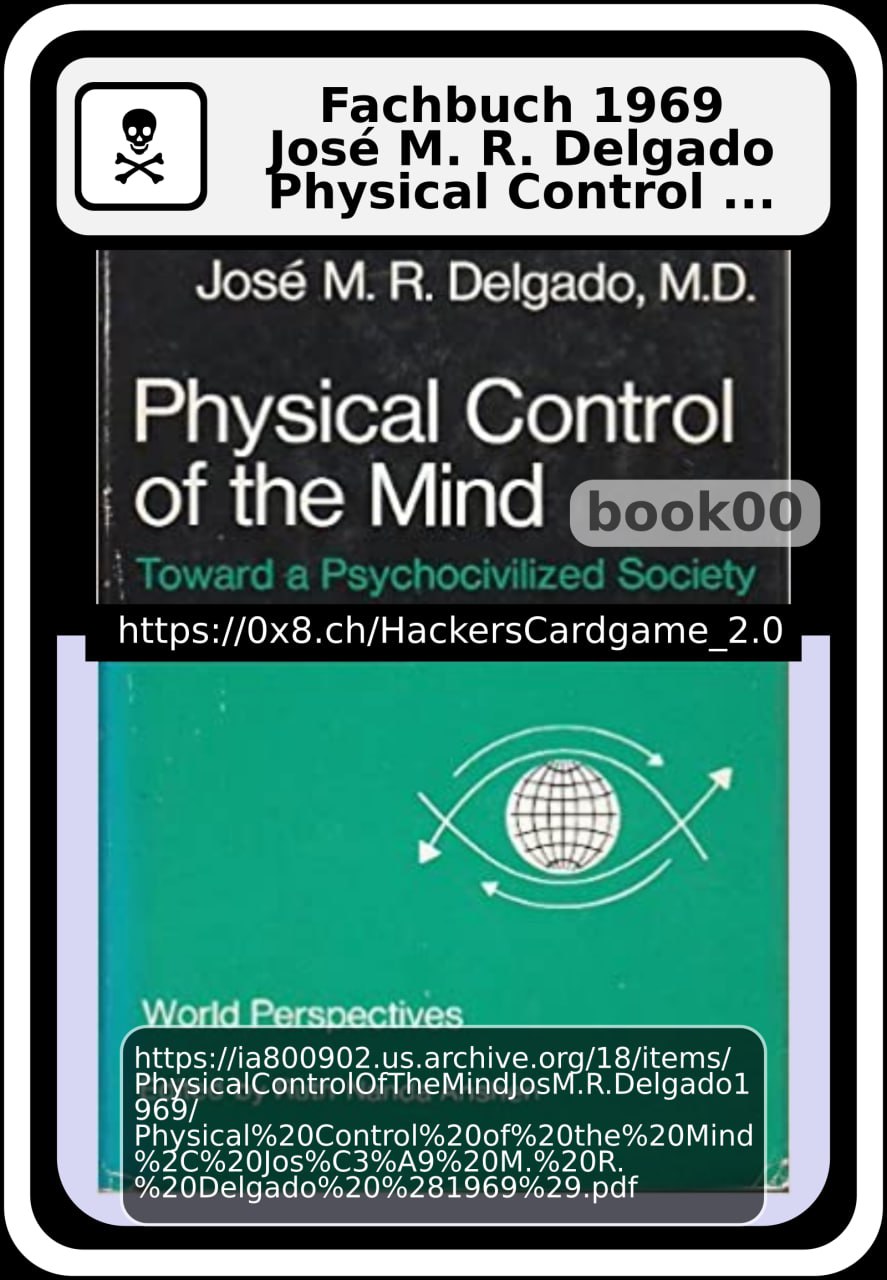 Fachbuch 1969
José M. R. Delgado
Physical Control ...
José M. R. Delgado, M.D.
Physical Control
of the Mind
book00
Toward a Psychocivilized Society
https://0x8.ch/HackersCardgame_2.0
World Perspectives
https://ia800902.us.archive.org/18/items/
PhysicalControlOfTheMindJosM.R.Delgado1
969/
Physical%20Control%20of%20the%20Mind
%2C%20Jos%C3%A9%20M.%20R.
%20Delgado%20%281969%29.pdf